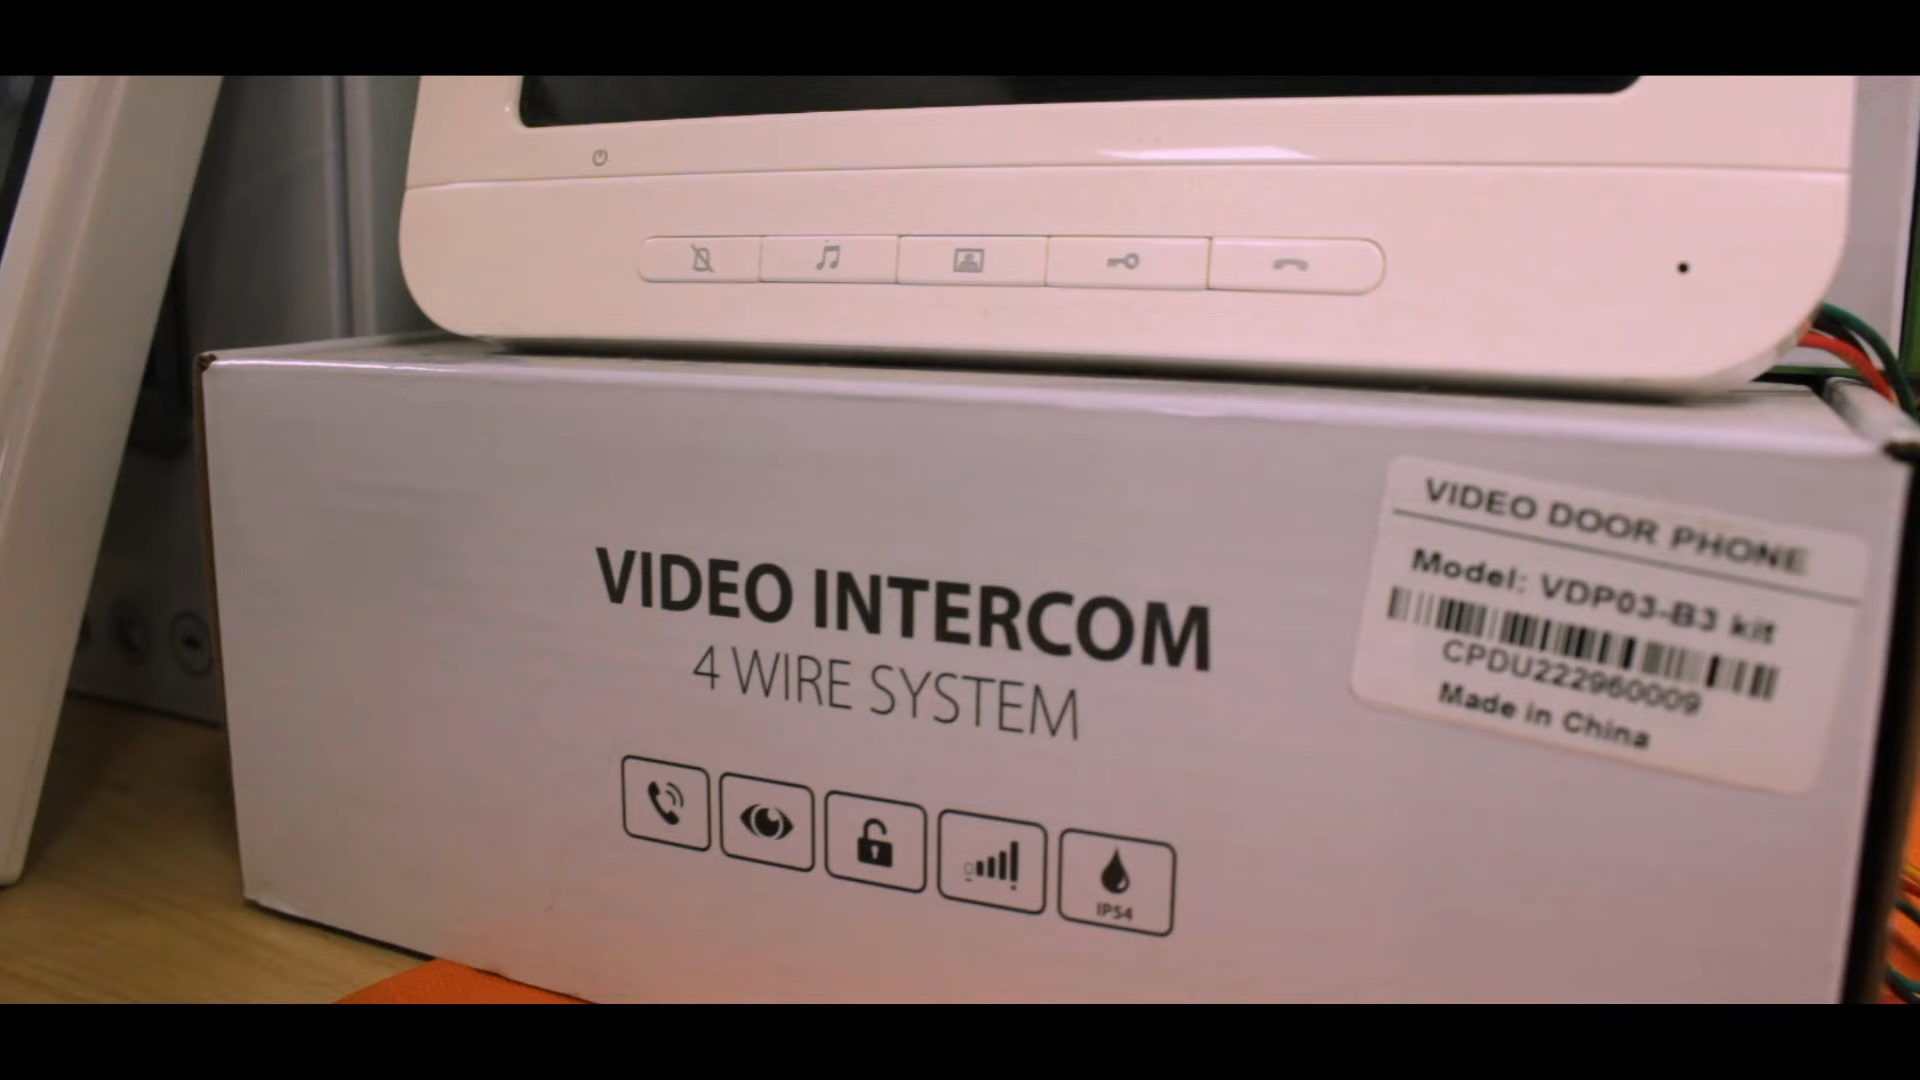 VIDEO INTERCOM
4 WIRE SYSTEM
IP54
VIDEO DOOR PHONE
Model: VDP03-B3 kit
CPDU222960009
Made in China